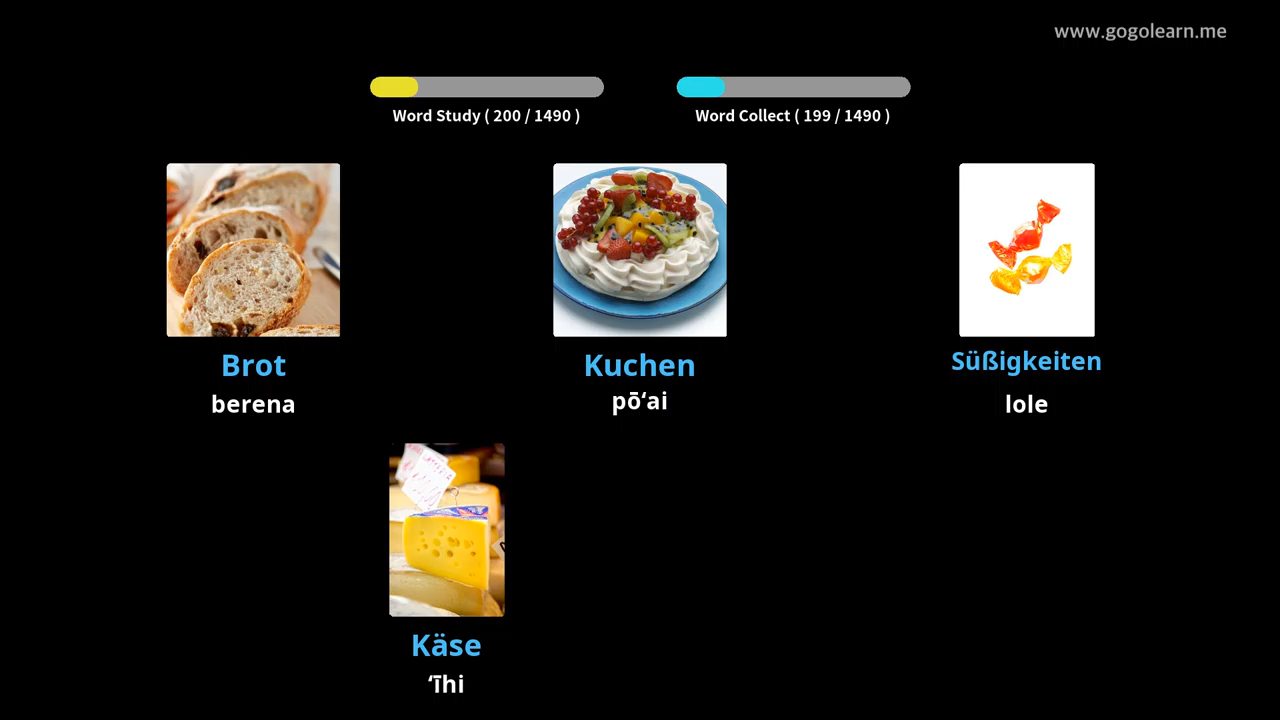 www.gogolearn.me
Word Study ( 200 / 1490 )
Word Collect ( 199 / 1490 )
Brot
Kuchen
Süßigkeiten
berena
pōʻai
lole
Käse
ʻīhi